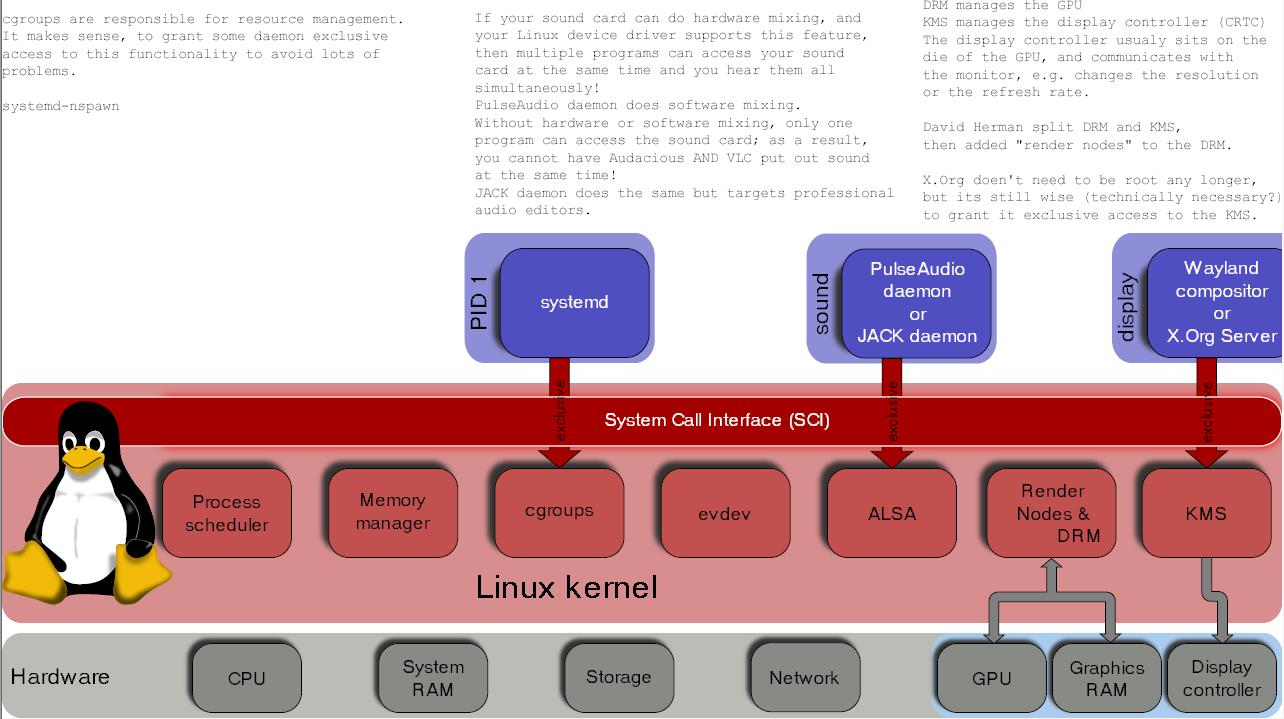 cgroups are responsible for resource management.
It makes sense, to grant some daemon exclusive
access to this functionality to avoid lots of
problems.
systemd-nspawn
If your sound card can do hardware mixing, and
your Linux device driver supports this feature,
then multiple programs can access your sound
card at the same time and you hear them all
simultaneously!
PulseAudio daemon does software mixing.
Without hardware or software mixing, only one
program can access the sound card; as a result,
you cannot have Audacious AND VLC put out sound
at the same time!
JACK daemon does the same but targets professional
audio editors.
DRM manages the GPU
KMS manages the display controller (CRTC)
The display controller usualy sits on the
die of the GPU, and communicates with
the monitor, e.g. changes the resolution
or the refresh rate.
David Herman split DRM and KMS,
then added "render nodes" to the DRM.
X.Org doen't need to be root any longer,
but its still wise (technically necessary?)
to grant it exclusive access to the KMS.
PID 1
systemd
sound
PulseAudio
daemon
or
JACK daemon
display
Wayland
compositor
or
X.Org Server
exclusive
exclusive
exclusive
System Call Interface (SCI)
Process
scheduler
Memory
manager
cgroups
evdev
ALSA
Render
Nodes &
DRM
KMS
Linux kernel
Hardware
CPU
System
RAM
Storage
Network
GPU
Graphics
RAM
Display
controller